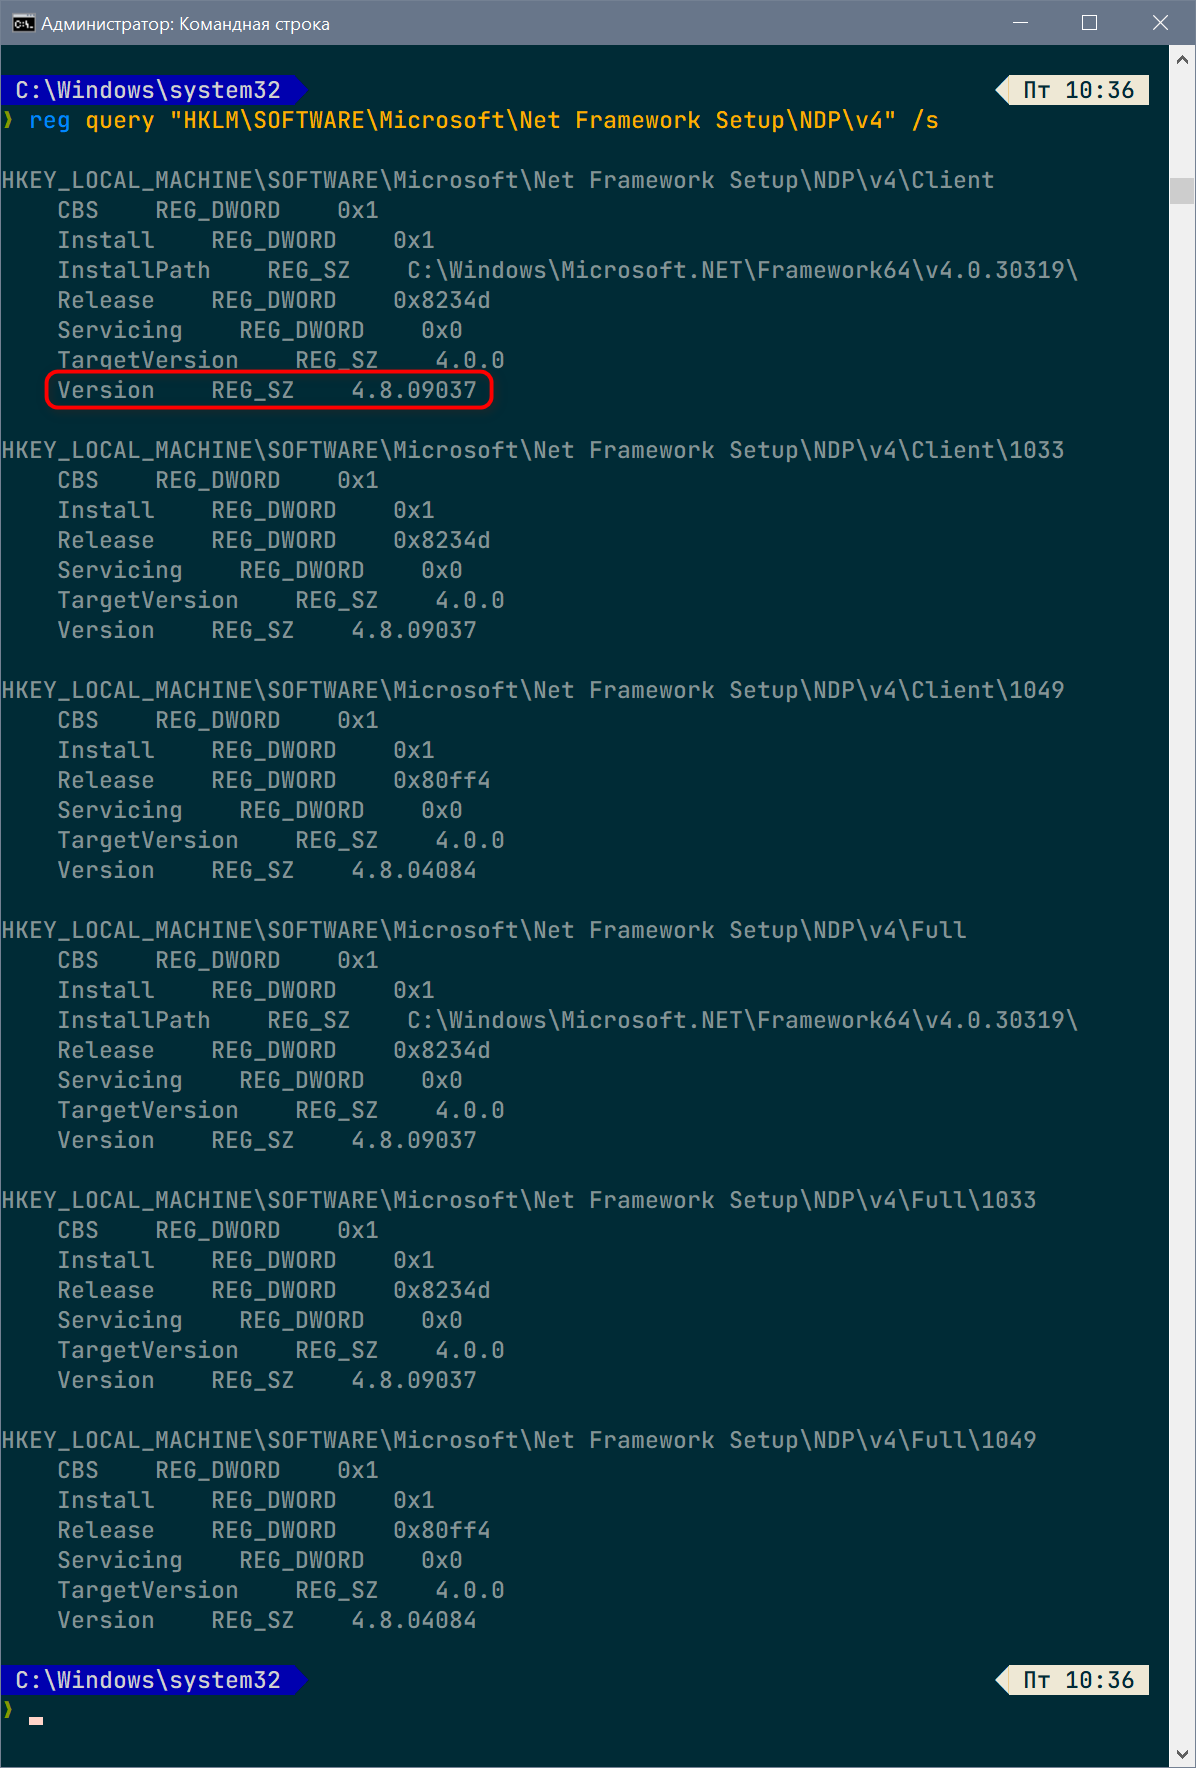 Администратор: Командная строка
C:\Windows\system32 Пт 10:36
❯ reg query "HKLM\SOFTWARE\Microsoft\Net Framework Setup\NDP\v4" /s
HKEY_LOCAL_MACHINE\SOFTWARE\Microsoft\Net Framework Setup\NDP\v4\Client
CBS REG_DWORD 0x1
Install REG_DWORD 0x1
InstallPath REG_SZ C:\Windows\Microsoft.NET\Framework64\v4.0.30319\
Release REG_DWORD 0x8234d
Servicing REG_DWORD 0x0
TargetVersion REG_SZ 4.0.0
Version REG_SZ 4.8.09037
HKEY_LOCAL_MACHINE\SOFTWARE\Microsoft\Net Framework Setup\NDP\v4\Client\1033
CBS REG_DWORD 0x1
Install REG_DWORD 0x1
Release REG_DWORD 0x8234d
Servicing REG_DWORD 0x0
TargetVersion REG_SZ 4.0.0
Version REG_SZ 4.8.09037
HKEY_LOCAL_MACHINE\SOFTWARE\Microsoft\Net Framework Setup\NDP\v4\Client\1049
CBS REG_DWORD 0x1
Install REG_DWORD 0x1
Release REG_DWORD 0x80ff4
Servicing REG_DWORD 0x0
TargetVersion REG_SZ 4.0.0
Version REG_SZ 4.8.04084
HKEY_LOCAL_MACHINE\SOFTWARE\Microsoft\Net Framework Setup\NDP\v4\Full
CBS REG_DWORD 0x1
Install REG_DWORD 0x1
InstallPath REG_SZ C:\Windows\Microsoft.NET\Framework64\v4.0.30319\
Release REG_DWORD 0x8234d
Servicing REG_DWORD 0x0
TargetVersion REG_SZ 4.0.0
Version REG_SZ 4.8.09037
HKEY_LOCAL_MACHINE\SOFTWARE\Microsoft\Net Framework Setup\NDP\v4\Full\1033
CBS REG_DWORD 0x1
Install REG_DWORD 0x1
Release REG_DWORD 0x8234d
Servicing REG_DWORD 0x0
TargetVersion REG_SZ 4.0.0
Version REG_SZ 4.8.09037
HKEY_LOCAL_MACHINE\SOFTWARE\Microsoft\Net Framework Setup\NDP\v4\Full\1049
CBS REG_DWORD 0x1
Install REG_DWORD 0x1
Release REG_DWORD 0x80ff4
Servicing REG_DWORD 0x0
TargetVersion REG_SZ 4.0.0
Version REG_SZ 4.8.04084
C:\Windows\system32 Пт 10:36
❯